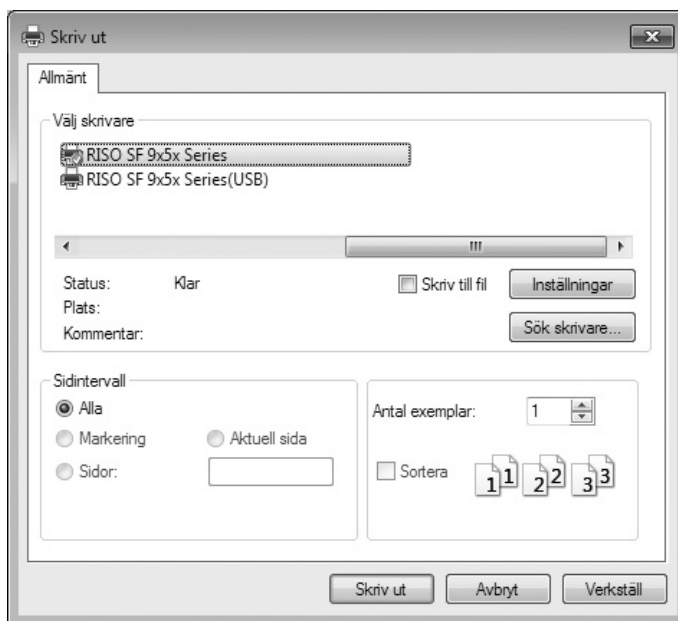 Skriv ut
Allmänt
Välj skrivare
RISO SF 9x5x Series
RISO SF 9x5x Series(USB)
Status: Klar
Skriv till fil
Inställningar
Plats:
Kommentar:
Sök skrivare...
Sidintervall
Alla
Markering
Aktuell sida
Sidor:
Antal exemplar: 1
Sortera
1 1 2 2 3 3
Skriv ut
Avbryt
Verkställ